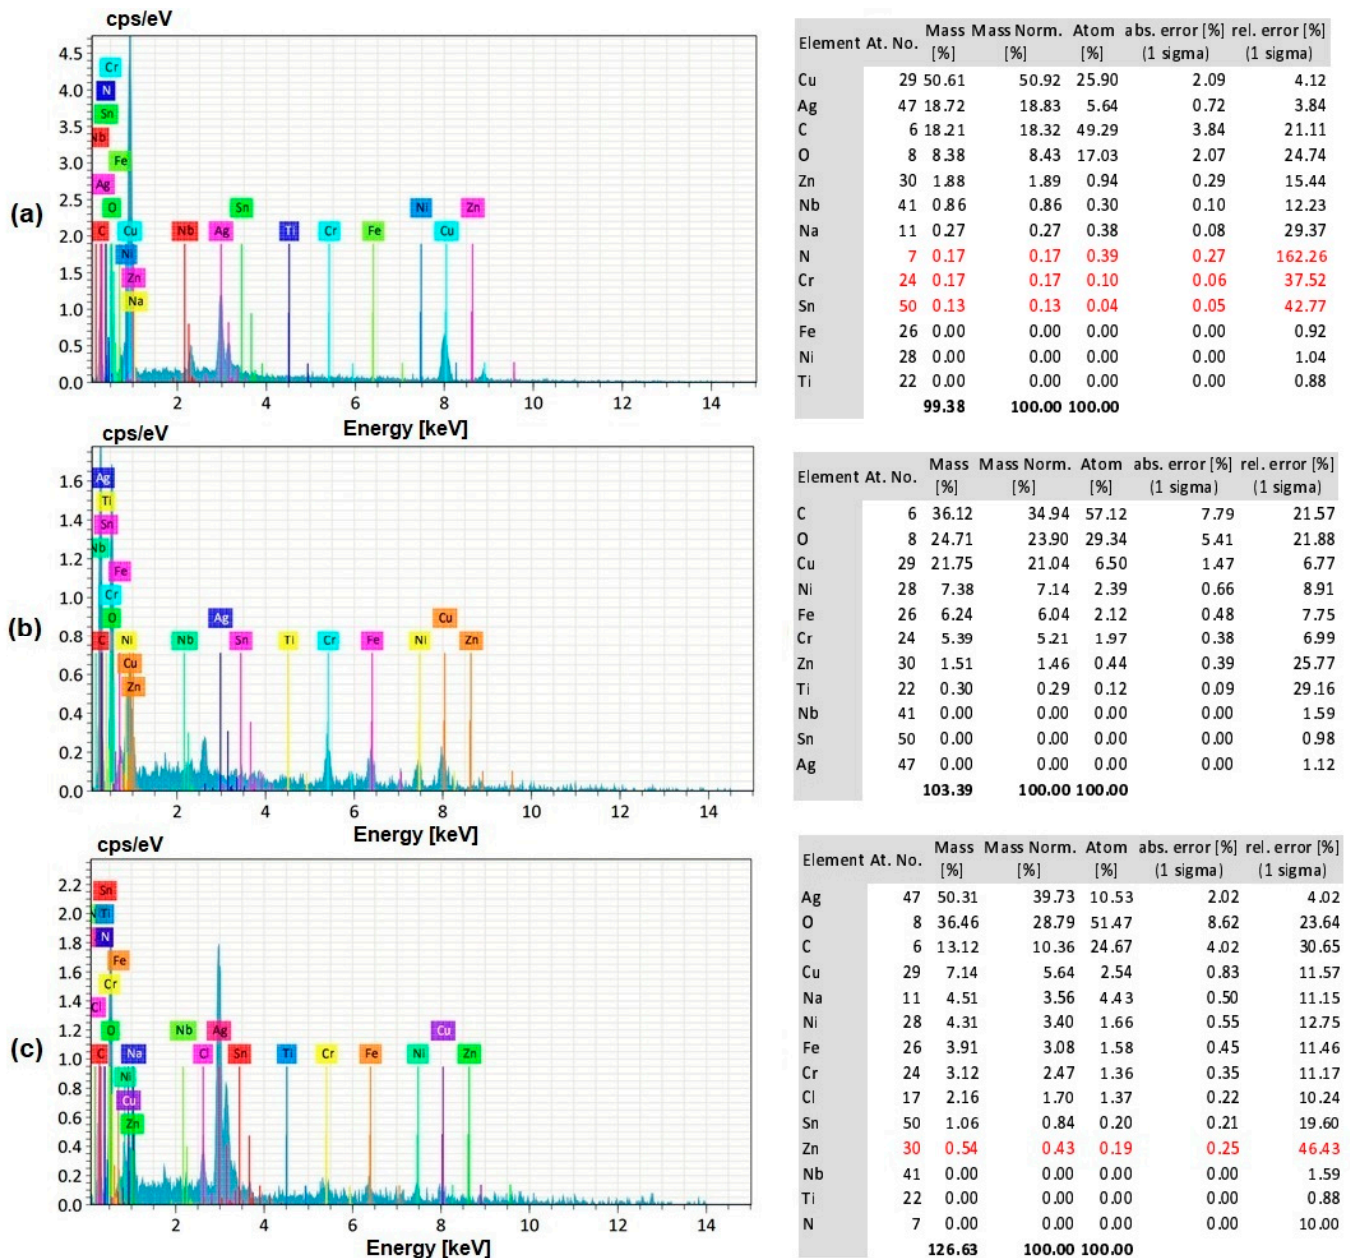 cps/eV
4.5
4.0
3.5
3.0
2.5
2.0
1.5
1.0
0.5
0.0
Cr
N
Sn
Nb
Fe
Ag
O
C Cu
Ni
Zn
Na
Nb Ag Sn Ti Cr Fe Ni Cu Zn
2 4 6 8 10 12 14
Energy [keV]
(a)
Element At. No. Mass [%] Mass Norm. [%] Atom [%] abs. error [%] (1 sigma) rel. error [%] (1 sigma)
Cu 29 50.61 50.92 25.90 2.09 4.12
Ag 47 18.72 18.83 5.64 0.72 3.84
C 6 18.21 18.32 49.29 3.84 21.11
O 8 8.38 8.43 17.03 2.07 24.74
Zn 30 1.88 1.89 0.94 0.29 15.44
Nb 41 0.86 0.86 0.30 0.10 12.23
Na 11 0.27 0.27 0.38 0.08 29.37
N 7 0.17 0.17 0.39 0.27 162.26
Cr 24 0.17 0.17 0.10 0.06 37.52
Sn 50 0.13 0.13 0.04 0.05 42.77
Fe 26 0.00 0.00 0.00 0.00 0.92
Ni 28 0.00 0.00 0.00 0.00 1.04
Ti 22 0.00 0.00 0.00 0.00 0.88
99.38 100.00 100.00
cps/eV
1.6
1.4
1.2
1.0
0.8
0.6
0.4
0.2
0.0
Ag
Ti
Sn
Nb
Fe
Cr
O
C Ni
Cu
Zn
Nb Ag Sn Ti Cr Fe Ni Cu Zn
2 4 6 8 10 12 14
Energy [keV]
(b)
Element At. No. Mass [%] Mass Norm. [%] Atom [%] abs. error [%] (1 sigma) rel. error [%] (1 sigma)
C 6 36.12 34.94 57.12 7.79 21.57
O 8 24.71 23.90 29.34 5.41 21.88
Cu 29 21.75 21.04 6.50 1.47 6.77
Ni 28 7.38 7.14 2.39 0.66 8.91
Fe 26 6.24 6.04 2.12 0.48 7.75
Cr 24 5.39 5.21 1.97 0.38 6.99
Zn 30 1.51 1.46 0.44 0.39 25.77
Ti 22 0.30 0.29 0.12 0.09 29.16
Nb 41 0.00 0.00 0.00 0.00 1.59
Sn 50 0.00 0.00 0.00 0.00 0.98
Ag 47 0.00 0.00 0.00 0.00 1.12
103.39 100.00 100.00
cps/eV
2.2
2.0
1.8
1.6
1.4
1.2
1.0
0.8
0.6
0.4
0.2
0.0
Sn
Ti
N
Fe
Cr
Cl
O
C Na
Ni
Cu
Zn
Nb Cl Ag Sn Ti Cr Fe Ni Cu Zn
2 4 6 8 10 12 14
Energy [keV]
(c)
Element At. No. Mass [%] Mass Norm. [%] Atom [%] abs. error [%] (1 sigma) rel. error [%] (1 sigma)
Ag 47 50.31 39.73 10.53 2.02 4.02
O 8 36.46 28.79 51.47 8.62 23.64
C 6 13.12 10.36 24.67 4.02 30.65
Cu 29 7.14 5.64 2.54 0.83 11.57
Na 11 4.51 3.56 4.43 0.50 11.15
Ni 28 4.31 3.40 1.66 0.55 12.75
Fe 26 3.91 3.08 1.58 0.45 11.46
Cr 24 3.12 2.47 1.36 0.35 11.17
Cl 17 2.16 1.70 1.37 0.22 10.24
Sn 50 1.06 0.84 0.20 0.21 19.60
Zn 30 0.54 0.43 0.19 0.25 46.43
Nb 41 0.00 0.00 0.00 0.00 1.59
Ti 22 0.00 0.00 0.00 0.00 0.88
N 7 0.00 0.00 0.00 0.00 10.00
126.63 100.00 100.00